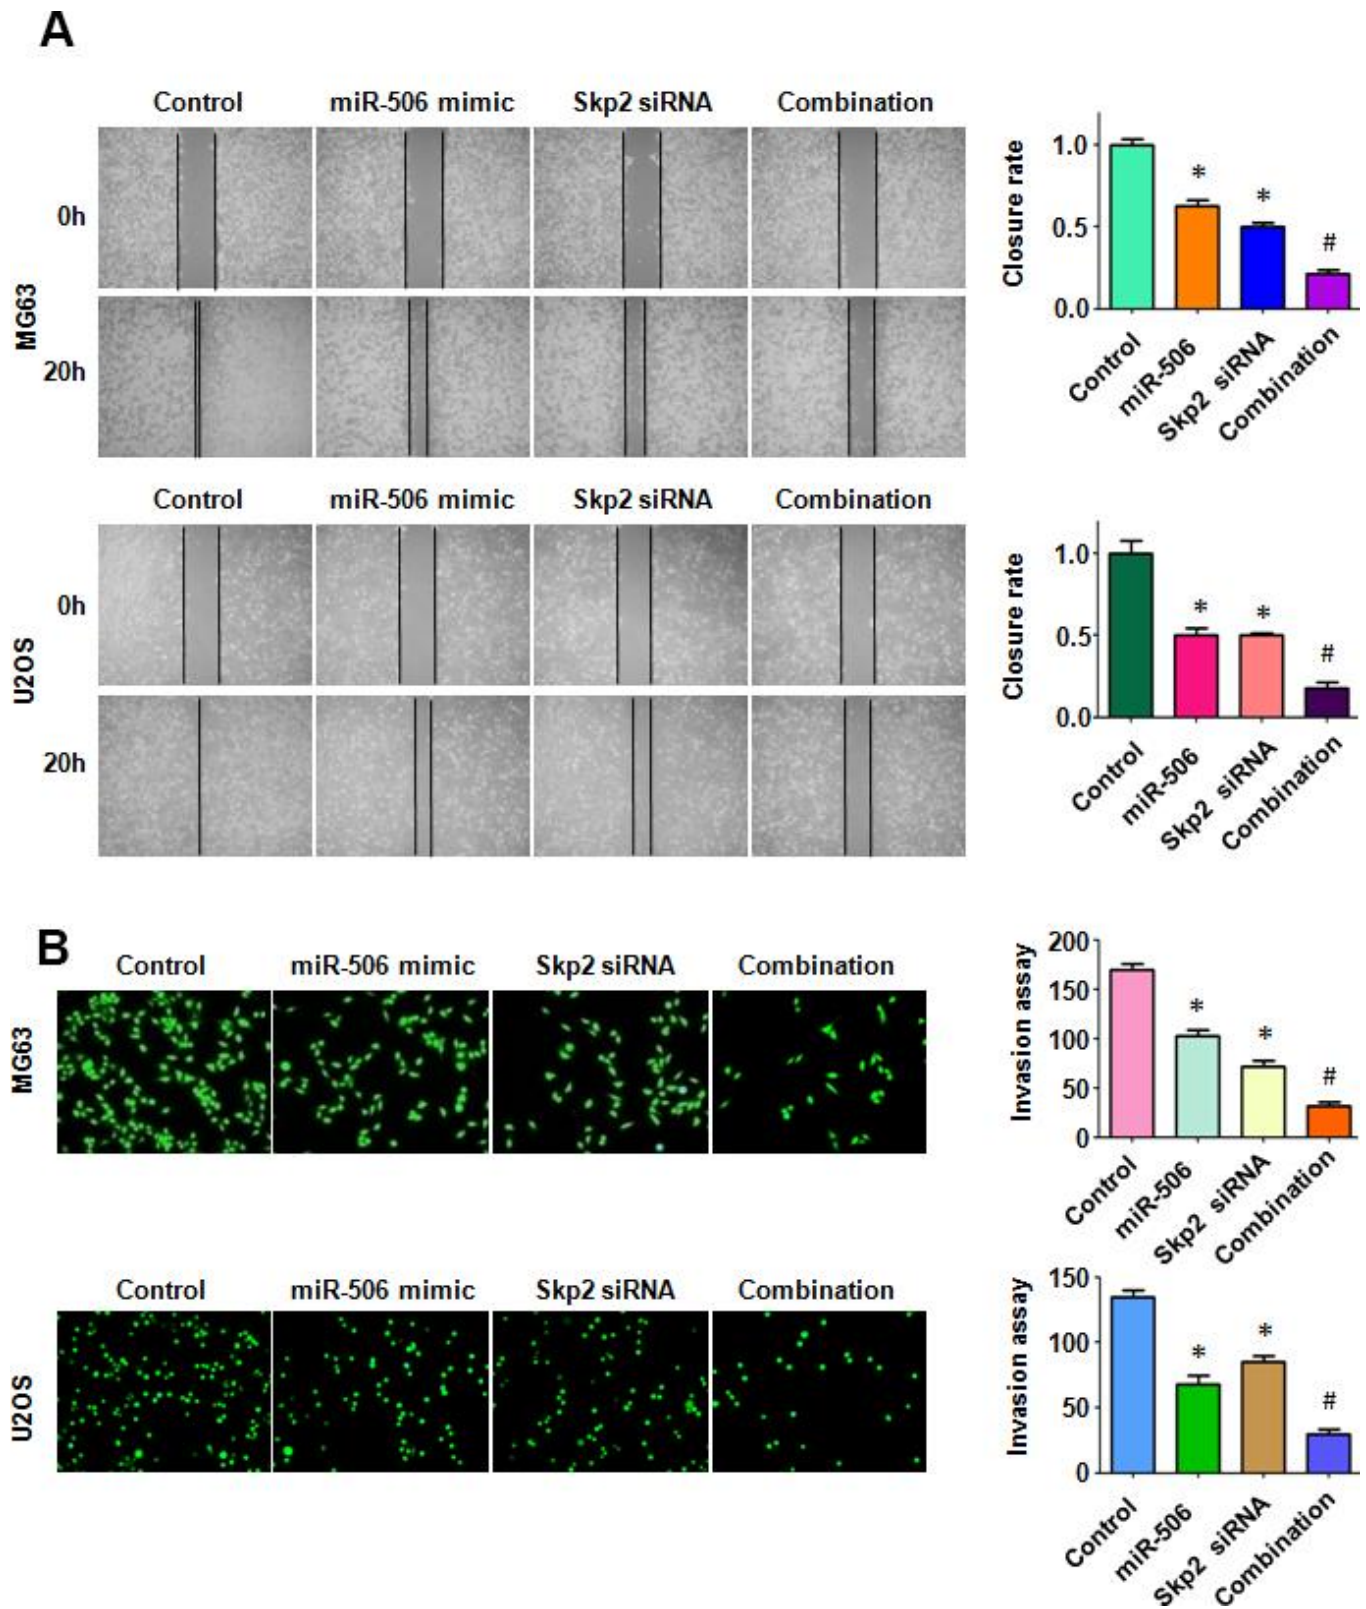 A
Control miR-506 mimic Skp2 siRNA Combination
MG63
0h
20h
Closure rate
1.0
0.5
0.0
* * #
Control miR-506 Skp2 siRNA Combination
Control miR-506 mimic Skp2 siRNA Combination
U2OS
0h
20h
Closure rate
1.0
0.5
0.0
* * #
Control miR-506 Skp2 siRNA Combination
B
Control miR-506 mimic Skp2 siRNA Combination
MG63
Invasion assay
200
150
100
50
0
* * #
Control miR-506 Skp2 siRNA Combination
Control miR-506 mimic Skp2 siRNA Combination
U2OS
Invasion assay
150
100
50
0
* * #
Control miR-506 Skp2 siRNA Combination